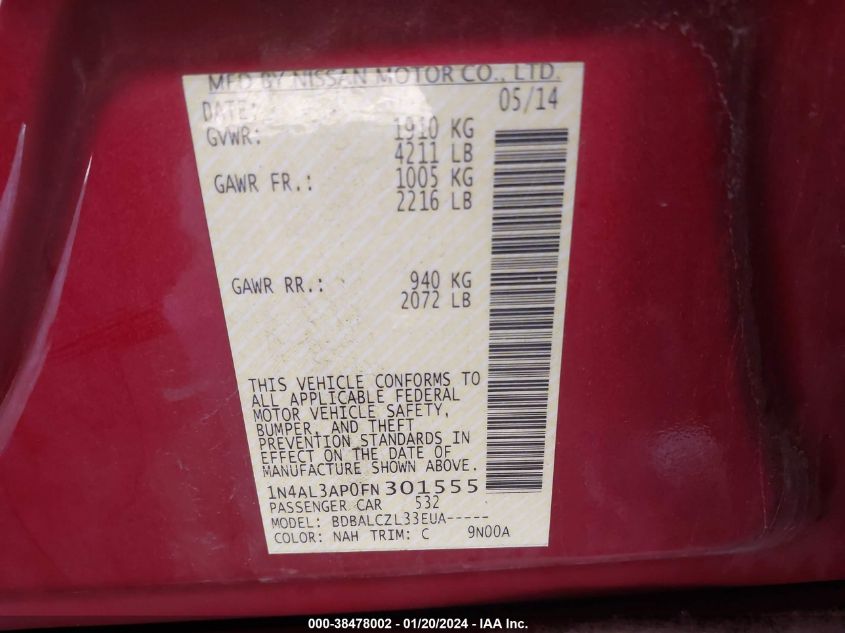 MFD BY NISSAN MOTOR CO., LTD.
DATE: 05/14
GVWR: 1910 KG
4211 LB
GAWR FR.: 1005 KG
2216 LB
GAWR RR.: 940 KG
2072 LB
THIS VEHICLE CONFORMS TO
ALL APPLICABLE FEDERAL
MOTOR VEHICLE SAFETY,
BUMPER, AND THEFT
PREVENTION STANDARDS IN
EFFECT ON THE DATE OF
MANUFACTURE SHOWN ABOVE.
1N4AL3AP0FN301555
PASSENGER CAR 532
MODEL: BDBALCZL33EUA-----
COLOR: NAH TRIM: C 9N00A
000-38478002 - 01/20/2024 - IAA Inc.